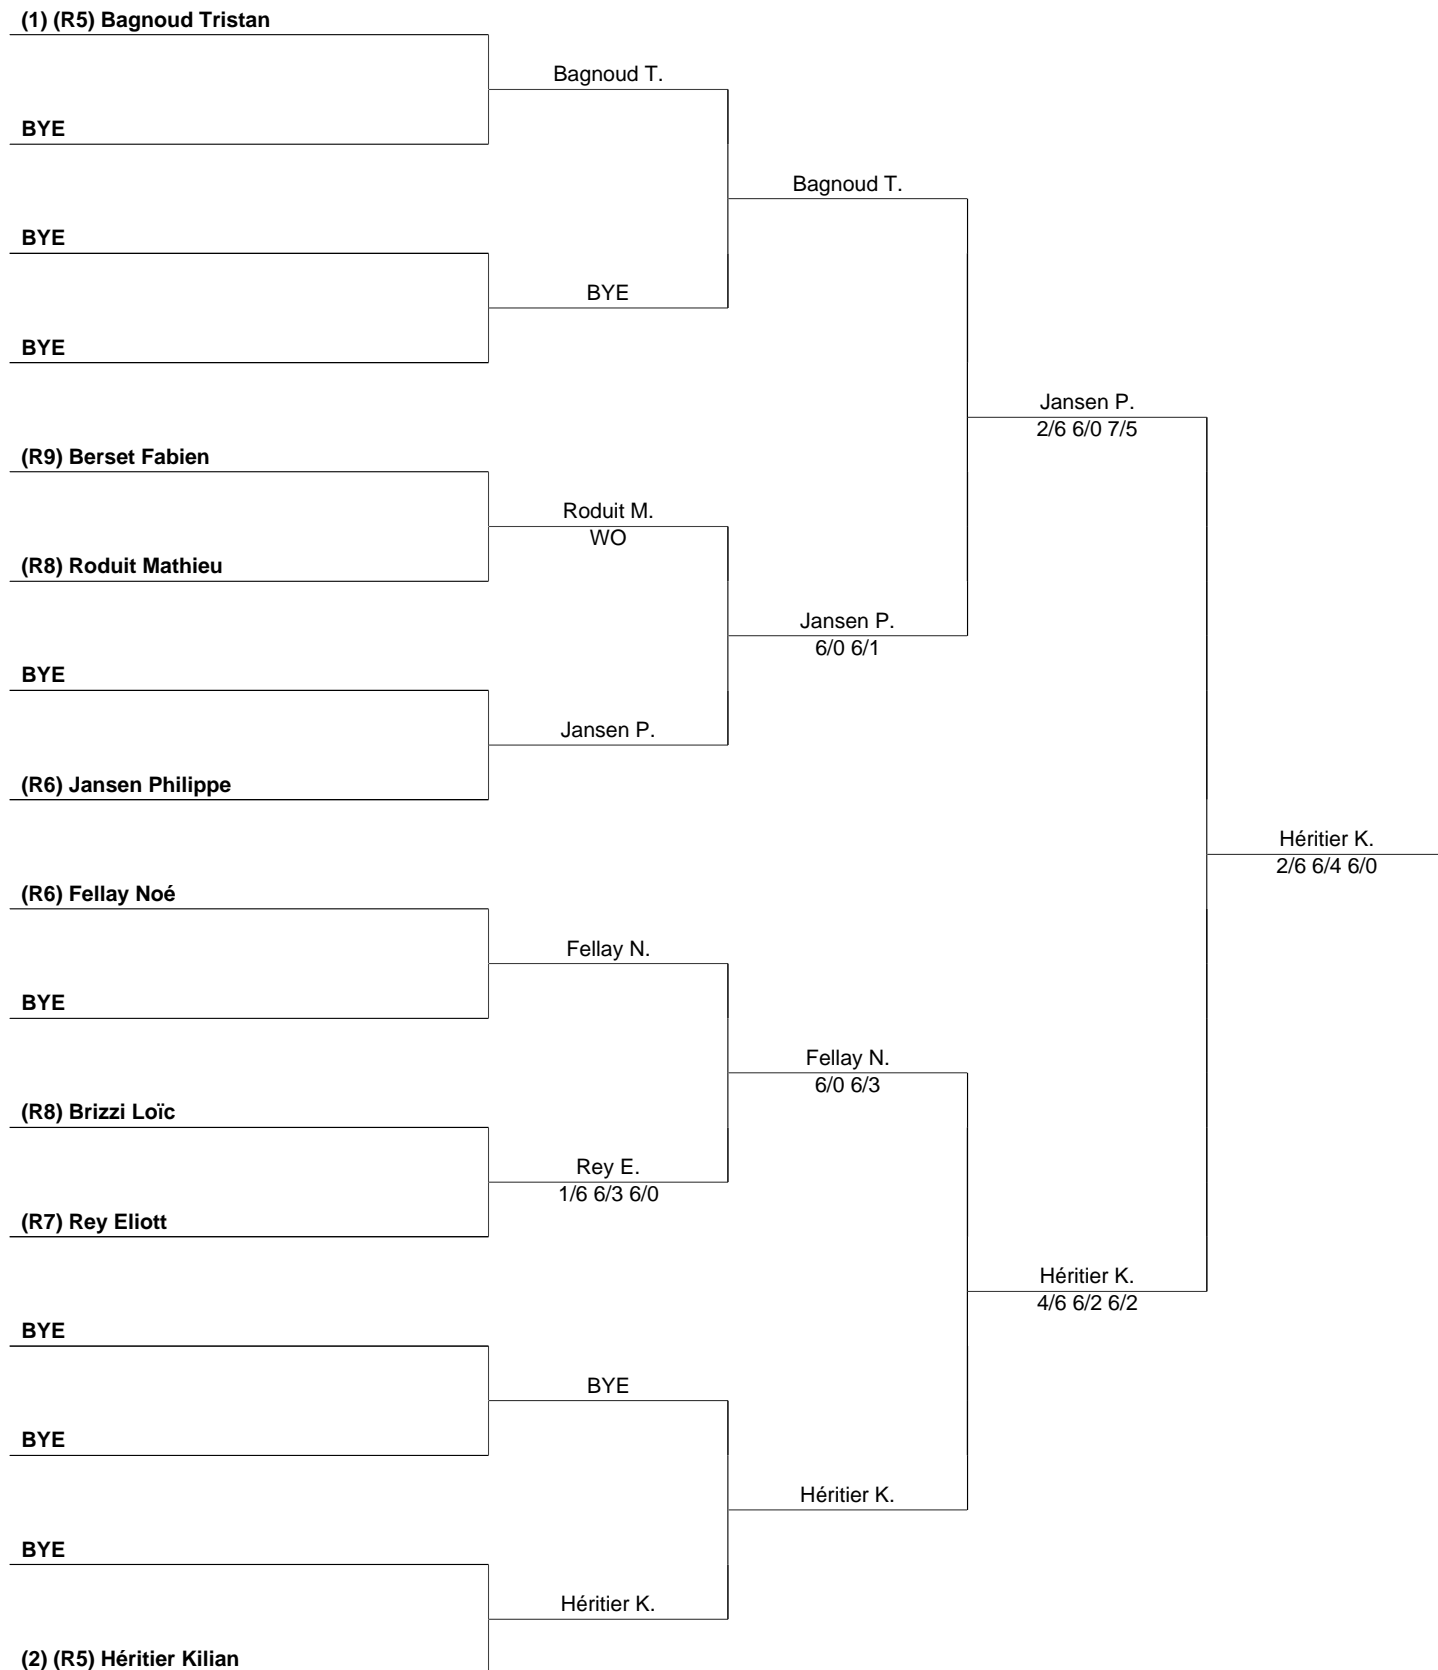 (1) (R5) Bagnoud Tristan
Bagnoud T.
BYE
Bagnoud T.
BYE
BYE
BYE
Jansen P.
2/6 6/0 7/5
(R9) Berset Fabien
Roduit M.
WO
(R8) Roduit Mathieu
Jansen P.
6/0 6/1
BYE
Jansen P.
(R6) Jansen Philippe
Héritier K.
2/6 6/4 6/0
(R6) Fellay Noé
Fellay N.
BYE
Fellay N.
6/0 6/3
(R8) Brizzi Loïc
Rey E.
1/6 6/3 6/0
(R7) Rey Eliott
Héritier K.
4/6 6/2 6/2
BYE
BYE
BYE
Héritier K.
BYE
Héritier K.
(2) (R5) Héritier Kilian